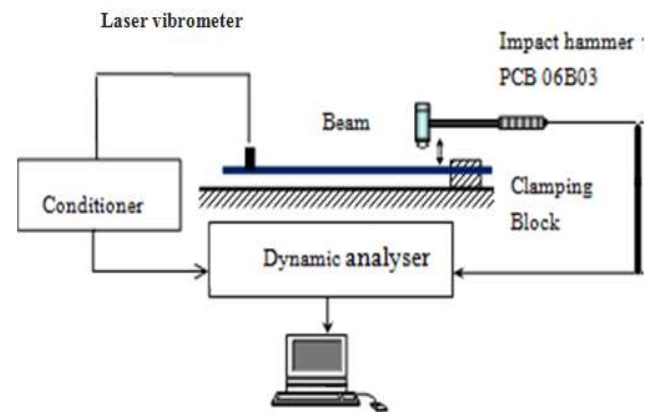 Laser vibrometer
Impact hammer
PCB 06B03
Beam
Conditioner
Clamping
Block
Dynamic analyser